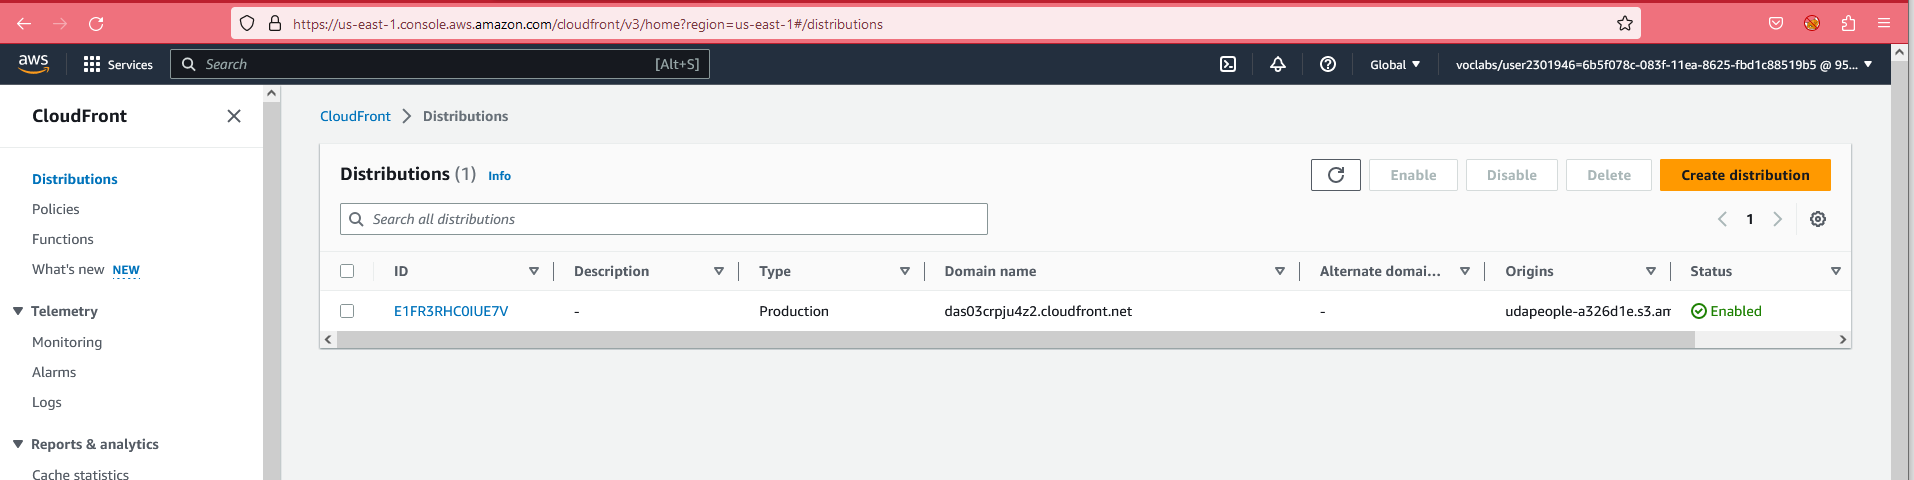 https://us-east-1.console.aws.amazon.com/cloudfront/v3/home?region=us-east-1#/distributions
aws
Services
Search
[Alt+S]
Global
voclabs/user2301946=6b5f078c-083f-11ea-8625-fbd1c88519b5 @ 95...
CloudFront
Distributions
Policies
Functions
What's new NEW
Telemetry
Monitoring
Alarms
Logs
Reports & analytics
Cache statistics
CloudFront Distributions
Distributions (1) Info
Enable Disable Delete Create distribution
Search all distributions
1
ID Description Type Domain name Alternate domai... Origins Status
E1FR3RHC0IUE7V - Production das03crpju4z2.cloudfront.net - udapeople-a326d1e.s3.am Enabled